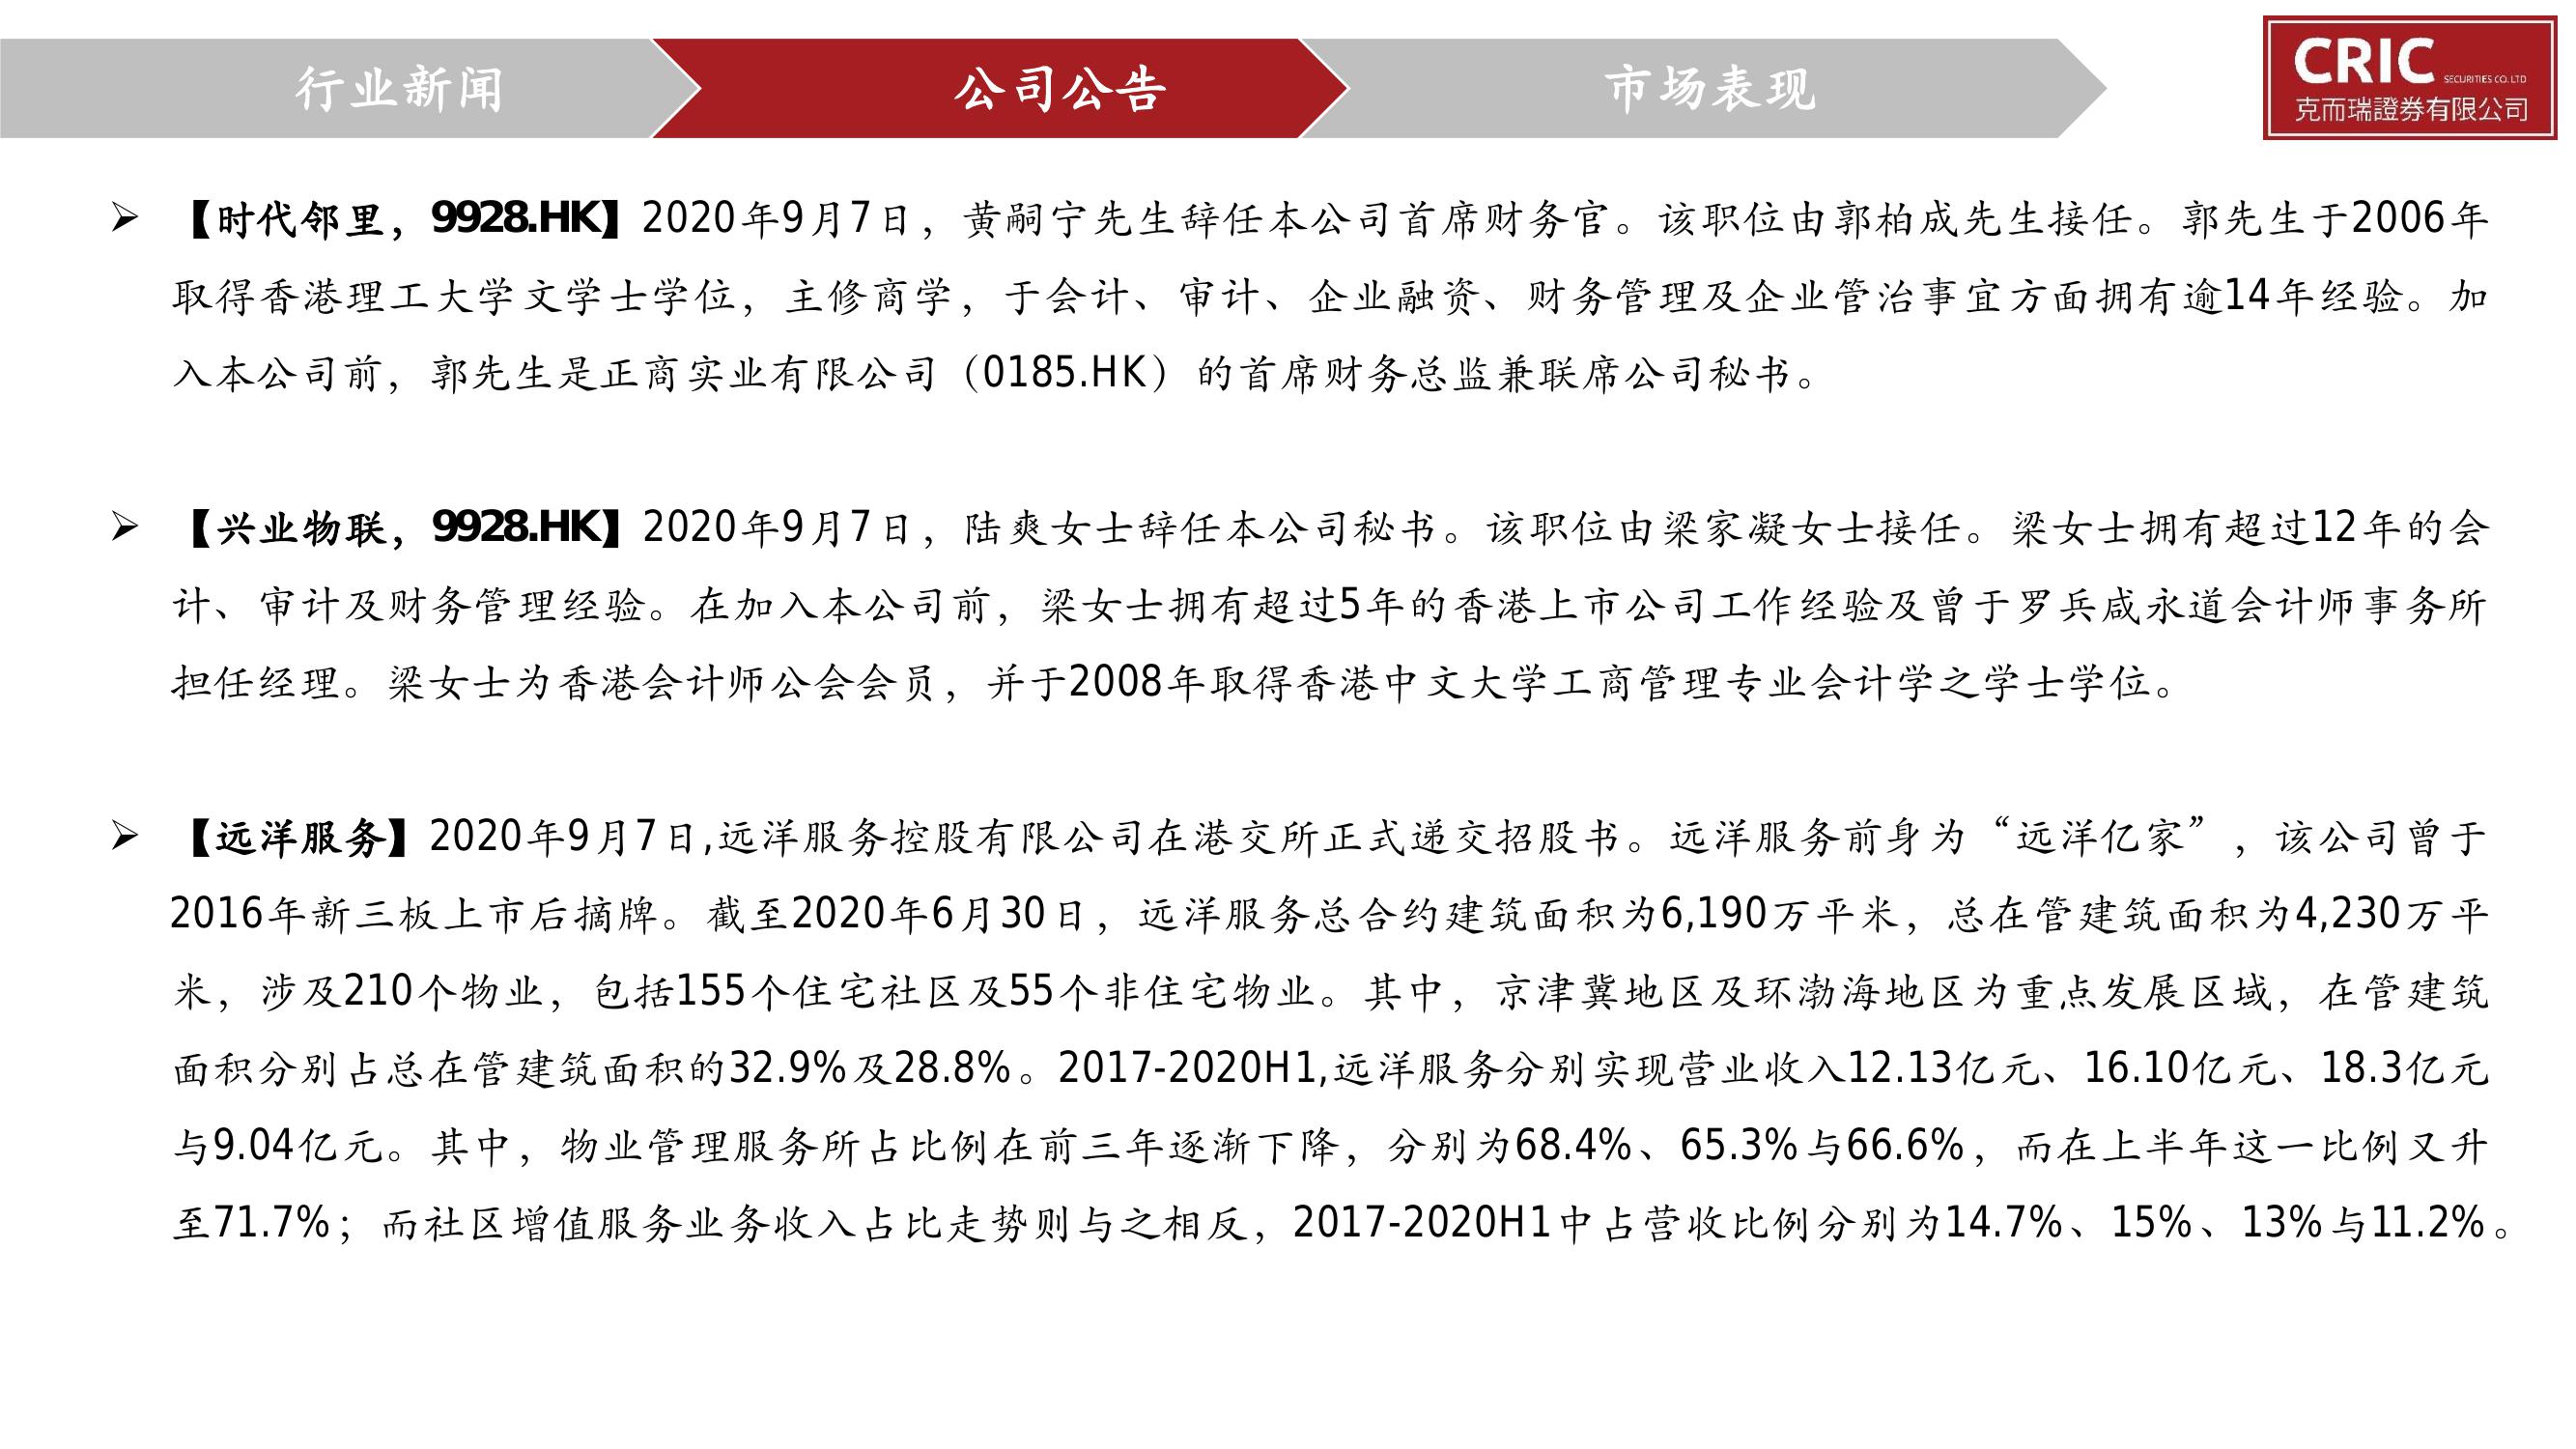 行业新闻
公司公告
市场表现
CRIC SECURITIES CO. LTD
克而瑞證券有限公司
【时代邻里，9928.HK】2020年9月7日，黄嗣宁先生辞任本公司首席财务官。该职位由郭柏成先生接任。郭先生于2006年
取得香港理工大学文学士学位，主修商学，于会计、审计、企业融资、财务管理及企业管治事宜方面拥有逾14年经验。加
入本公司前，郭先生是正商实业有限公司（0185.HK）的首席财务总监兼联席公司秘书。
【兴业物联，9928.HK】2020年9月7日，陆爽女士辞任本公司秘书。该职位由梁家凝女士接任。梁女士拥有超过12年的会
计、审计及财务管理经验。在加入本公司前，梁女士拥有超过5年的香港上市公司工作经验及曾于罗兵咸永道会计师事务所
担任经理。梁女士为香港会计师公会会员，并于2008年取得香港中文大学工商管理专业会计学之学士学位。
【远洋服务】2020年9月7日,远洋服务控股有限公司在港交所正式递交招股书。远洋服务前身为“远洋亿家”，该公司曾于
2016年新三板上市后摘牌。截至2020年6月30日，远洋服务总合约建筑面积为6,190万平米，总在管建筑面积为4,230万平
米，涉及210个物业，包括155个住宅社区及55个非住宅物业。其中，京津冀地区及环渤海地区为重点发展区域，在管建筑
面积分别占总在管建筑面积的32.9%及28.8%。2017-2020H1,远洋服务分别实现营业收入12.13亿元、16.10亿元、18.3亿元
与9.04亿元。其中，物业管理服务所占比例在前三年逐渐下降，分别为68.4%、65.3%与66.6%，而在上半年这一比例又升
至71.7%；而社区增值服务业务收入占比走势则与之相反，2017-2020H1中占营收比例分别为14.7%、15%、13%与11.2%。